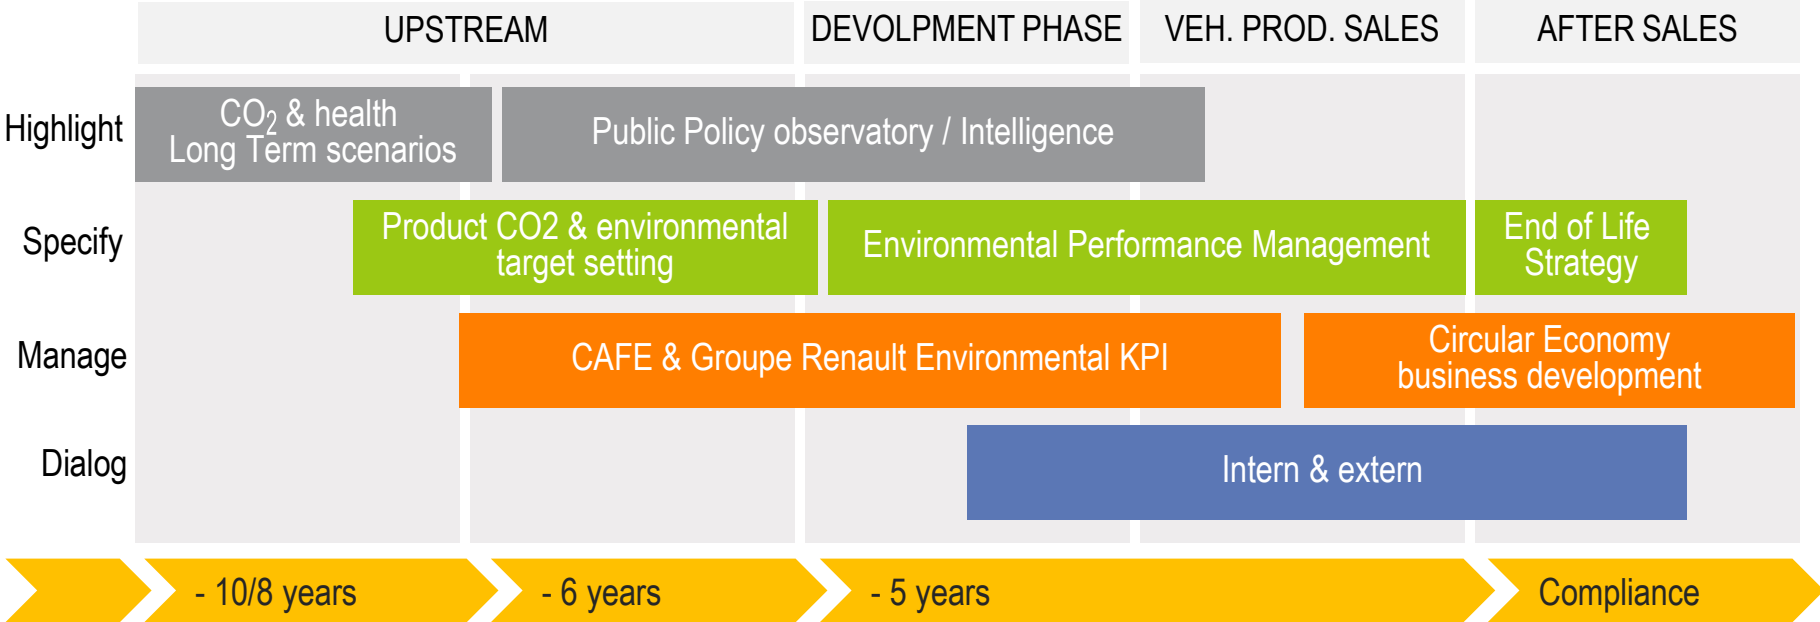 UPSTREAM
DEVOLPMENT PHASE
VEH. PROD. SALES
AFTER SALES
Highlight
CO₂ & health
Long Term scenarios
Public Policy observatory / Intelligence
Specify
Product CO2 & environmental
target setting
Environmental Performance Management
End of Life
Strategy
Manage
CAFE & Groupe Renault Environmental KPI
Circular Economy
business development
Dialog
Intern & extern
- 10/8 years
- 6 years
- 5 years
Compliance